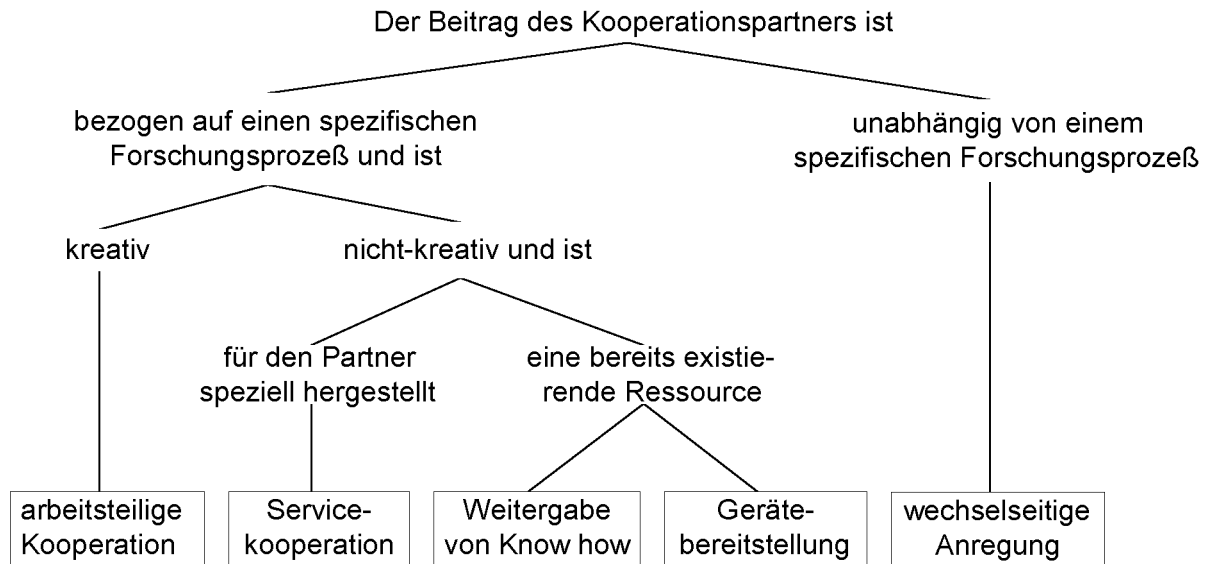 Der Beitrag des Kooperationspartners ist
bezogen auf einen spezifischen
Forschungsprozeß und ist
unabhängig von einem
spezifischen Forschungsprozeß
kreativ
nicht-kreativ und ist
für den Partner
speziell hergestellt
eine bereits existie-
rende Ressource
arbeitsteilige
Kooperation
Service-
kooperation
Weitergabe
von Know how
Geräte-
bereitstellung
wechselseitige
Anregung